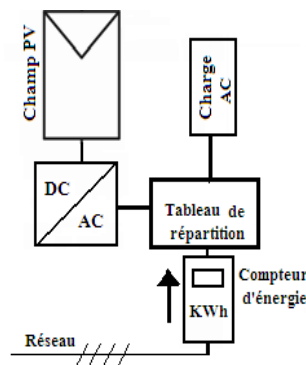 Champ PV
Charge
AC
DC
AC
Tableau de
répartition
Compteur
d'énergie
KWh
Réseau